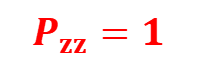 P_zz = 1